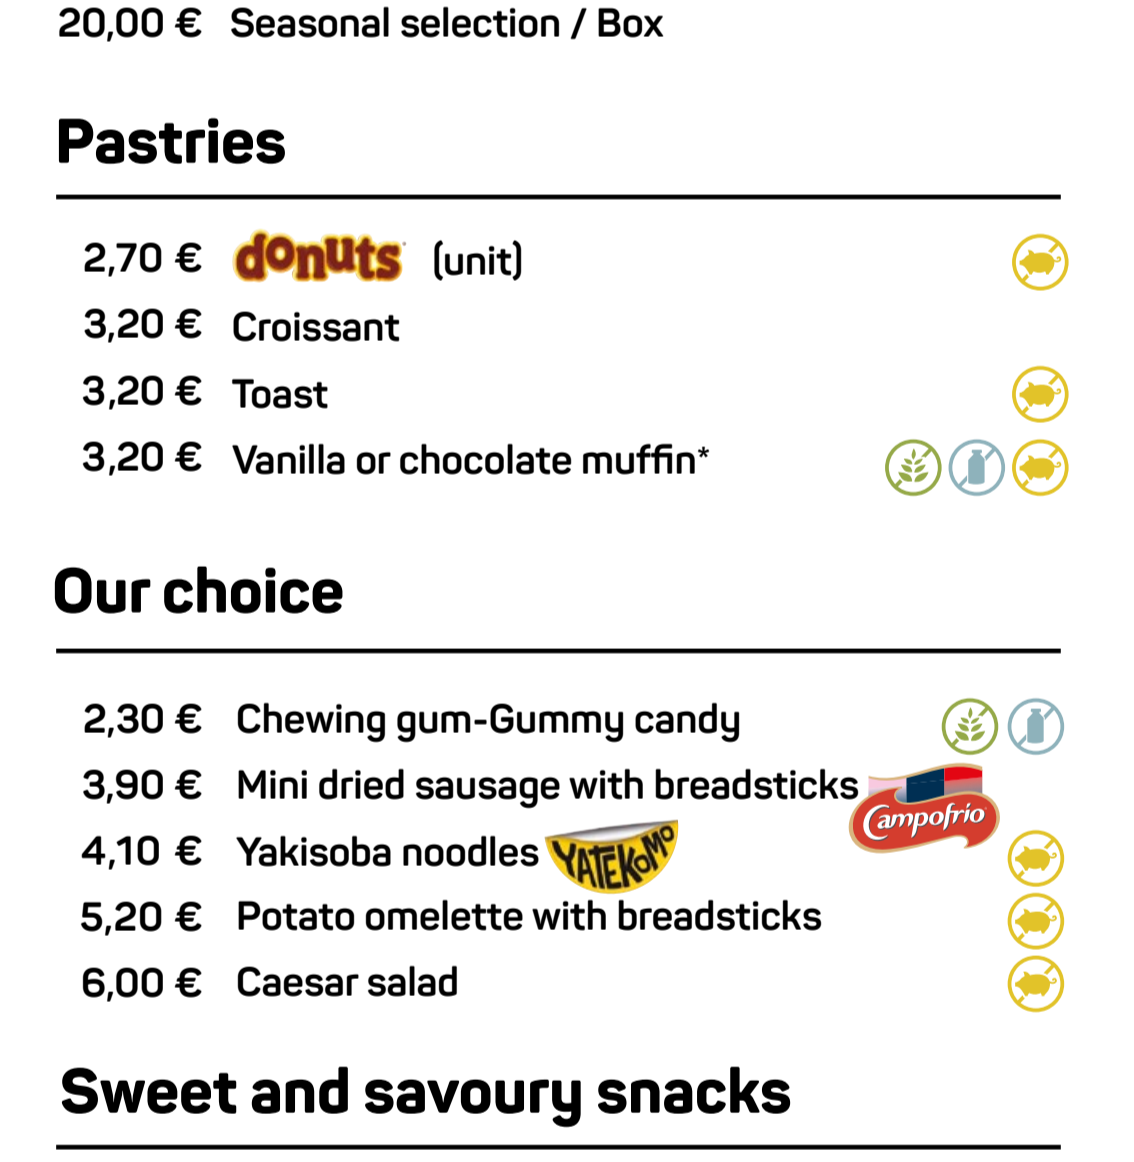 20,00 € Seasonal selection / Box
Pastries
2,70 € donuts (unit)
3,20 € Croissant
3,20 € Toast
3,20 € Vanilla or chocolate muffin*
Our choice
2,30 € Chewing gum-Gummy candy
3,90 € Mini dried sausage with breadsticks Campofrío
4,10 € Yakisoba noodles YATEKOMO
5,20 € Potato omelette with breadsticks
6,00 € Caesar salad
Sweet and savoury snacks